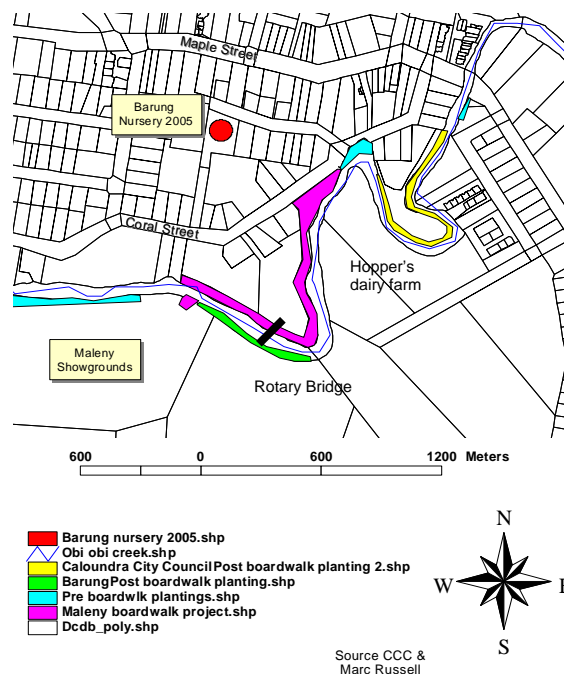 Maple Street
Barung
Nursery 2005
Coral Street
Hopper's
dairy farm
Maleny
Showgrounds
Rotary Bridge
600 0 600 1200 Meters
Barung nursery 2005.shp
Obi obi creek.shp
Caloundra City CouncilPost boardwalk planting 2.shp
BarungPost boardwalk planting.shp
Pre boardwlk plantings.shp
Maleny boardwalk project.shp
Dcdb_poly.shp
N
W E
S
Source CCC &
Marc Russell